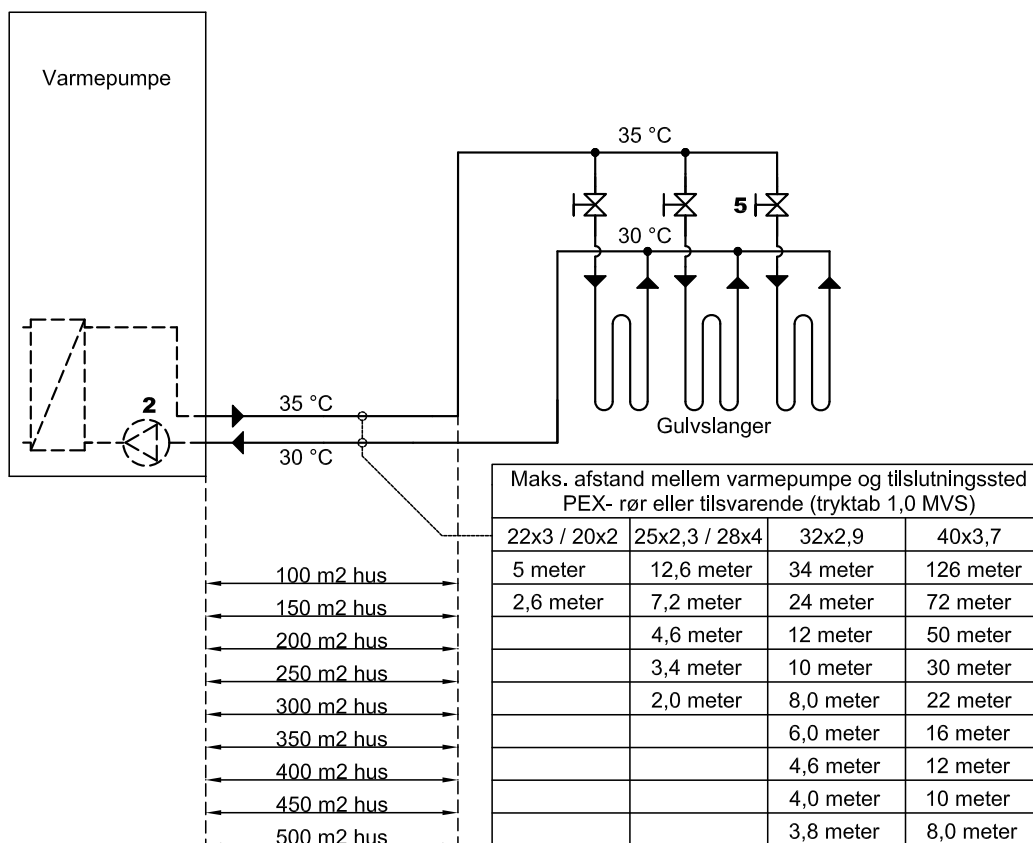 Varmepumpe
35 °C
5
30 °C
2
35 °C
30 °C
Gulvslanger
Maks. afstand mellem varmepumpe og tilslutningssted
PEX- rør eller tilsvarende (tryktab 1,0 MVS)
22x3 / 20x2 25x2,3 / 28x4 32x2,9 40x3,7
100 m2 hus 5 meter 12,6 meter 34 meter 126 meter
150 m2 hus 2,6 meter 7,2 meter 24 meter 72 meter
200 m2 hus 4,6 meter 12 meter 50 meter
250 m2 hus 3,4 meter 10 meter 30 meter
300 m2 hus 2,0 meter 8,0 meter 22 meter
350 m2 hus 6,0 meter 16 meter
400 m2 hus 4,6 meter 12 meter
450 m2 hus 4,0 meter 10 meter
500 m2 hus 3,8 meter 8,0 meter